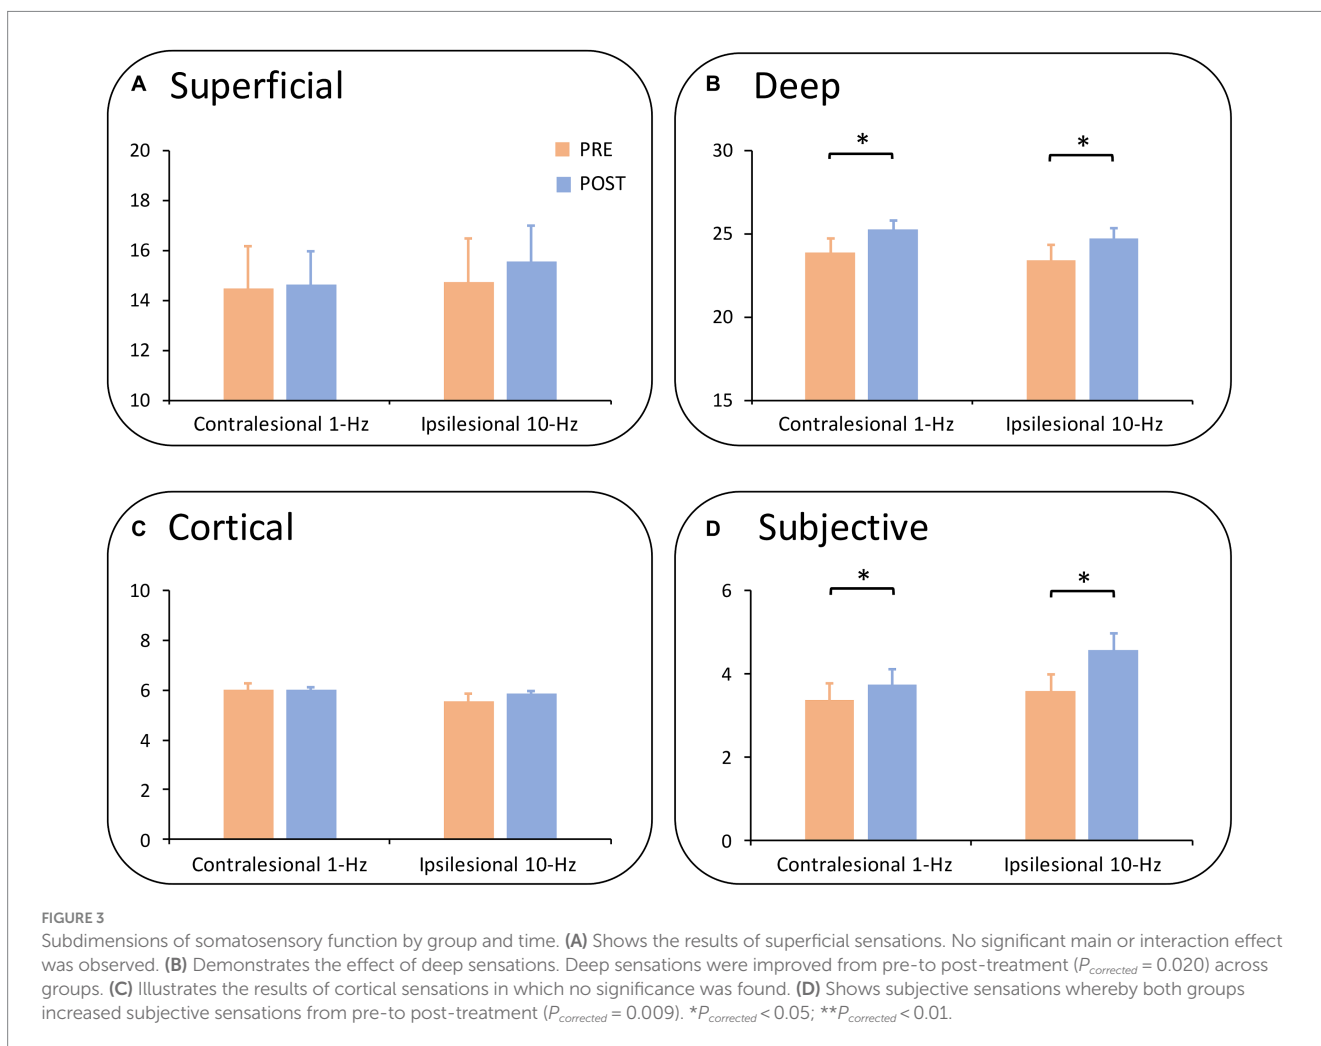 A Superficial
20
18
16
14
12
10
PRE
POST
Contralesional 1-Hz Ipsilesional 10-Hz
B Deep
30
25
20
15
* *
Contralesional 1-Hz Ipsilesional 10-Hz
C Cortical
10
8
6
4
2
0
Contralesional 1-Hz Ipsilesional 10-Hz
D Subjective
6
4
2
0
* *
Contralesional 1-Hz Ipsilesional 10-Hz
FIGURE 3
Subdimensions of somatosensory function by group and time. (A) Shows the results of superficial sensations. No significant main or interaction effect
was observed. (B) Demonstrates the effect of deep sensations. Deep sensations were improved from pre-to post-treatment (Pcorrected = 0.020) across
groups. (C) Illustrates the results of cortical sensations in which no significance was found. (D) Shows subjective sensations whereby both groups
increased subjective sensations from pre-to post-treatment (Pcorrected = 0.009). *Pcorrected < 0.05; **Pcorrected < 0.01.